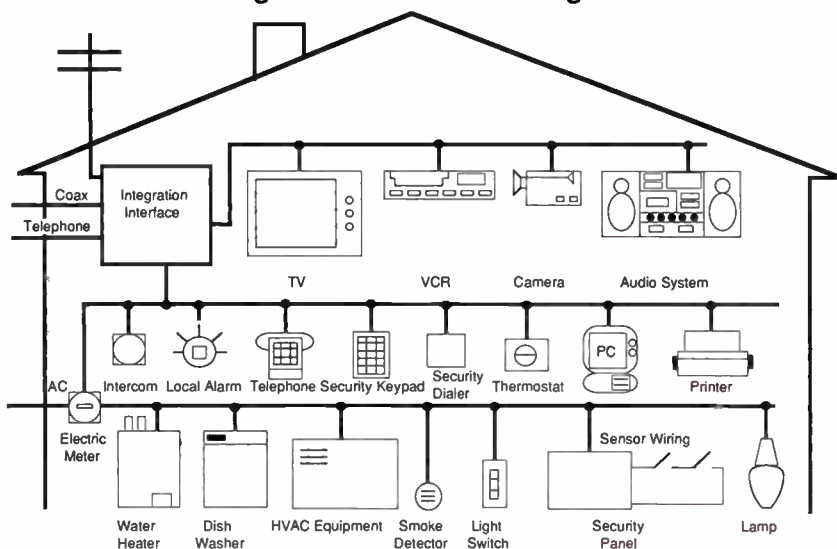 Coax
Integration
Interface
Telephone
TV
VCR
Camera
Audio System
PC
AC
Intercom
Local Alarm
Telephone
Security Keypad
Security
Dialer
Thermostat
Printer
Electric
Meter
Sensor Wiring
Water
Heater
Dish
Washer
HVAC Equipment
Smoke
Detector
Light
Switch
Security
Panel
Lamp